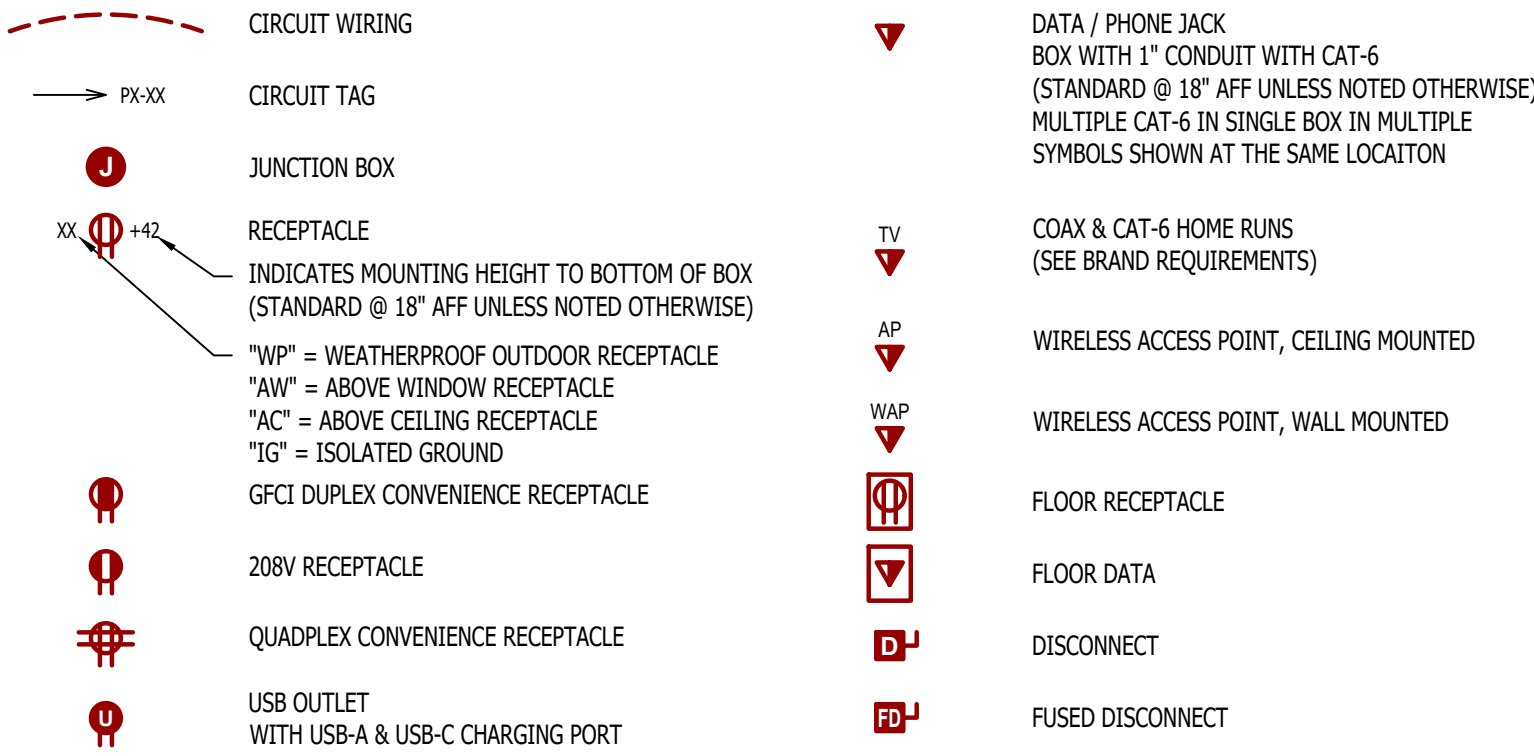 CIRCUIT WIRING
PX-XX CIRCUIT TAG
J JUNCTION BOX
XX +42 RECEPTACLE
INDICATES MOUNTING HEIGHT TO BOTTOM OF BOX
(STANDARD @ 18" AFF UNLESS NOTED OTHERWISE)
"WP" = WEATHERPROOF OUTDOOR RECEPTACLE
"AW" = ABOVE WINDOW RECEPTACLE
"AC" = ABOVE CEILING RECEPTACLE
"IG" = ISOLATED GROUND
GFCI DUPLEX CONVENIENCE RECEPTACLE
208V RECEPTACLE
QUADPLEX CONVENIENCE RECEPTACLE
U USB OUTLET
WITH USB-A & USB-C CHARGING PORT
DATA / PHONE JACK
BOX WITH 1" CONDUIT WITH CAT-6
(STANDARD @ 18" AFF UNLESS NOTED OTHERWISE)
MULTIPLE CAT-6 IN SINGLE BOX IN MULTIPLE
SYMBOLS SHOWN AT THE SAME LOCAITON
TV COAX & CAT-6 HOME RUNS
(SEE BRAND REQUIREMENTS)
AP WIRELESS ACCESS POINT, CEILING MOUNTED
WAP WIRELESS ACCESS POINT, WALL MOUNTED
FLOOR RECEPTACLE
FLOOR DATA
D DISCONNECT
FD FUSED DISCONNECT